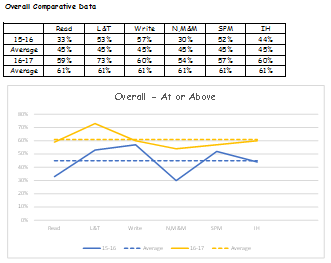 Overall Comparative Data
Read L&T Write N,M&M SPM IH
15-16 33% 53% 57% 30% 52% 44%
Average 45% 45% 45% 45% 45% 45%
16-17 59% 73% 60% 54% 57% 60%
Average 61% 61% 61% 61% 61% 61%
Overall - At or Above
80%
70%
60%
50%
40%
30%
20%
10%
0%
Read L&T Write N,M&M SPM IH
15-16 Average 16-17 Average